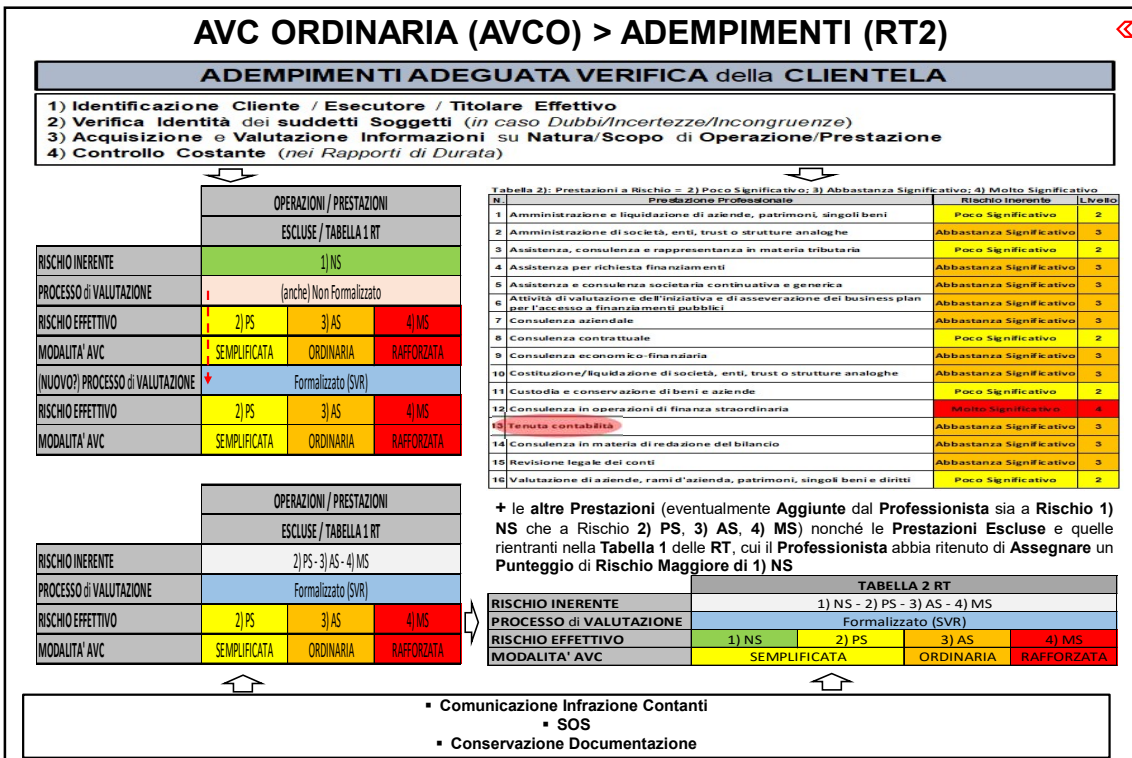 AVC ORDINARIA (AVCO) > ADEMPIMENTI (RT2)
«
ADEMPIMENTI ADEGUATA VERIFICA della CLIENTELA
1) Identificazione Cliente / Esecutore / Titolare Effettivo
2) Verifica Identità dei suddetti Soggetti (in caso Dubbi/Incertezze/Incongruenze)
3) Acquisizione e Valutazione Informazioni su Natura/Scopo di Operazione/Prestazione
4) Controllo Costante (nei Rapporti di Durata)
OPERAZIONI / PRESTAZIONI
ESCLUSE / TABELLA 1 RT
RISCHIO INERENTE 1) NS
PROCESSO di VALUTAZIONE (anche) Non Formalizzato
RISCHIO EFFETTIVO 2) PS 3) AS 4) MS
MODALITA' AVC SEMPLIFICATA ORDINARIA RAFFORZATA
(NUOVO?) PROCESSO di VALUTAZIONE Formalizzato (SVR)
RISCHIO EFFETTIVO 2) PS 3) AS 4) MS
MODALITA' AVC SEMPLIFICATA ORDINARIA RAFFORZATA
Tabella 2): Prestazioni a Rischio = 2) Poco Significativo; 3) Abbastanza Significativo; 4) Molto Significativo
N. Prestazione Professionale Rischio Inerente Livello
1 Amministrazione e liquidazione di aziende, patrimoni, singoli beni Poco Significativo 2
2 Amministrazione di società, enti, trust o strutture analoghe Abbastanza Significativo 3
3 Assistenza, consulenza e rappresentanza in materia tributaria Poco Significativo 2
4 Assistenza per richiesta finanziamenti Abbastanza Significativo 3
5 Assistenza e consulenza societaria continuativa e generica Abbastanza Significativo 3
6 Attività di valutazione dell'iniziativa e di asseverazione dei business plan per l'accesso a finanziamenti pubblici Abbastanza Significativo 3
7 Consulenza aziendale Abbastanza Significativo 3
8 Consulenza contrattuale Poco Significativo 2
9 Consulenza economico-finanziaria Abbastanza Significativo 3
10 Costituzione/liquidazione di società, enti, trust o strutture analoghe Abbastanza Significativo 3
11 Custodia e conservazione di beni e aziende Poco Significativo 2
12 Consulenza in operazioni di finanza straordinaria Molto Significativo 4
13 Tenuta contabilità Abbastanza Significativo 3
14 Consulenza in materia di redazione del bilancio Abbastanza Significativo 3
15 Revisione legale dei conti Abbastanza Significativo 3
16 Valutazione di aziende, rami d'azienda, patrimoni, singoli beni e diritti Poco Significativo 2
OPERAZIONI / PRESTAZIONI
ESCLUSE / TABELLA 1 RT
RISCHIO INERENTE 2) PS - 3) AS - 4) MS
PROCESSO di VALUTAZIONE Formalizzato (SVR)
RISCHIO EFFETTIVO 2) PS 3) AS 4) MS
MODALITA' AVC SEMPLIFICATA ORDINARIA RAFFORZATA
+ le altre Prestazioni (eventualmente Aggiunte dal Professionista sia a Rischio 1)
NS che a Rischio 2) PS, 3) AS, 4) MS) nonché le Prestazioni Escluse e quelle
rientranti nella Tabella 1 delle RT, cui il Professionista abbia ritenuto di Assegnare un
Punteggio di Rischio Maggiore di 1) NS
TABELLA 2 RT
RISCHIO INERENTE 1) NS - 2) PS - 3) AS - 4) MS
PROCESSO di VALUTAZIONE Formalizzato (SVR)
RISCHIO EFFETTIVO 1) NS 2) PS 3) AS 4) MS
MODALITA' AVC SEMPLIFICATA ORDINARIA RAFFORZATA
▪ Comunicazione Infrazione Contanti
▪ SOS
▪ Conservazione Documentazione